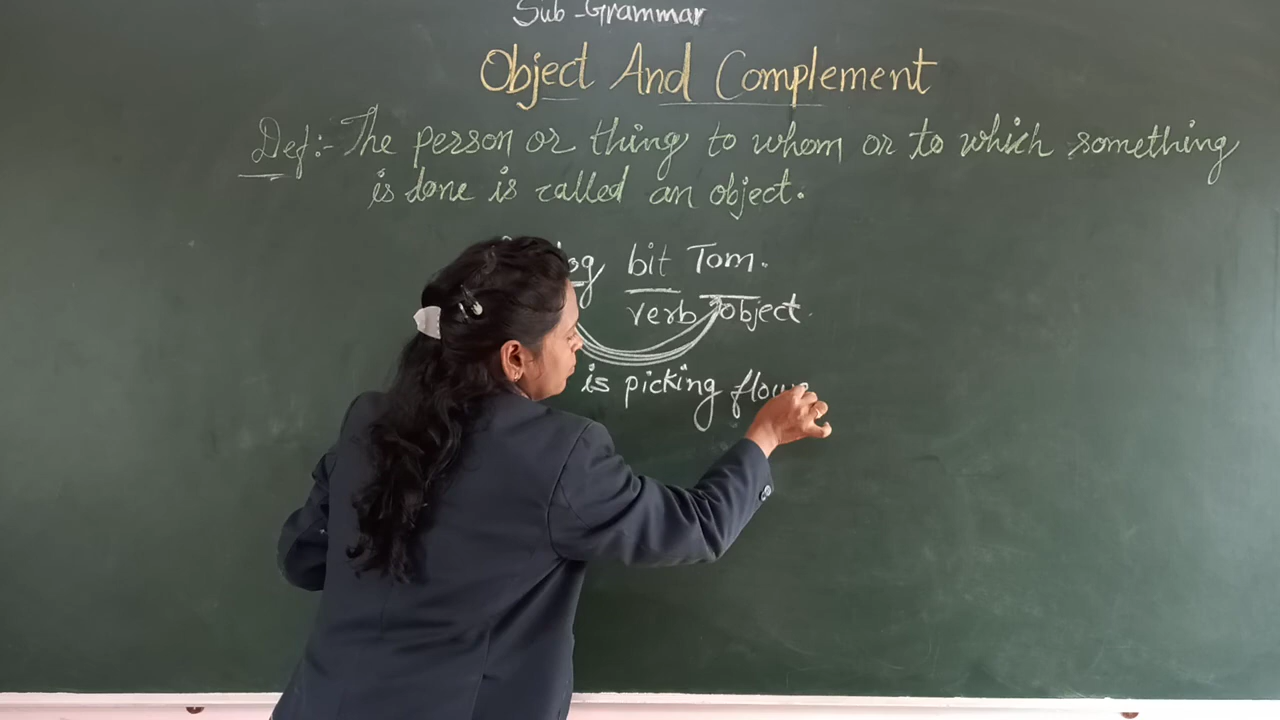 Sub-Grammar
Object And Complement
Def:- The person or thing to whom or to which something
is done is called an object.
bit Tom.
verb object
is picking